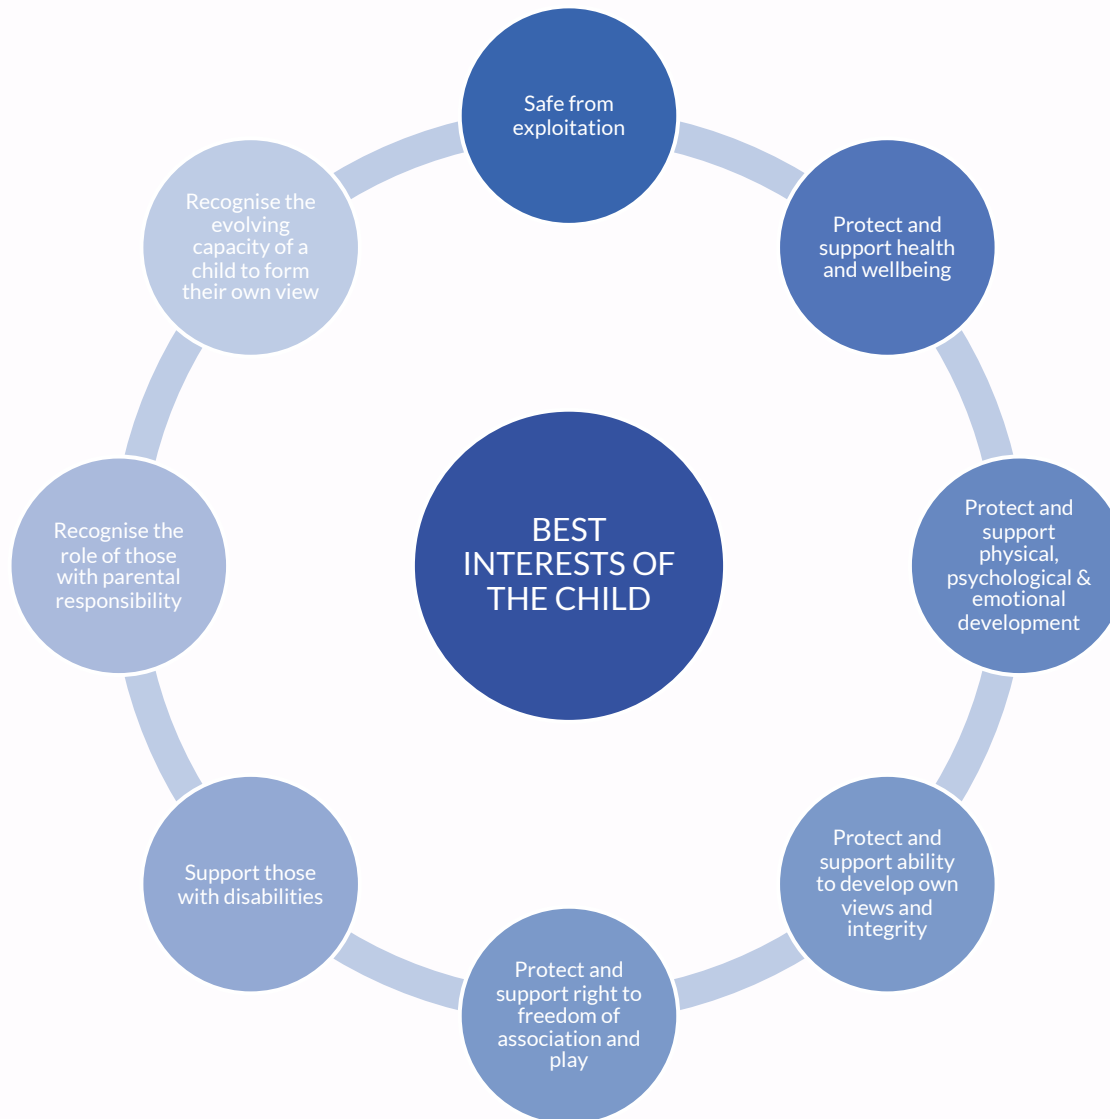 Safe from
exploitation
Protect and
support health
and wellbeing
Protect and
support
physical,
psychological &
emotional
development
Protect and
support ability
to develop own
views and
integrity
Protect and
support right to
freedom of
association and
play
Support those
with disabilities
Recognise the
role of those
with parental
responsibility
Recognise the
evolving
capacity of a
child to form
their own view
BEST
INTERESTS OF
THE CHILD